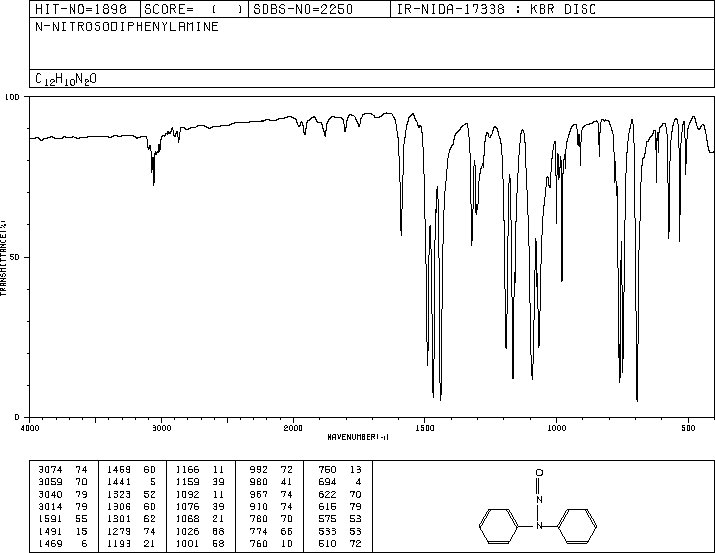 HIT-NO=1898 SCORE= ( ) SDBS-NO=2250 IR-NIDA-17338 : KBR DISC
N-NITROSODIPHENYLAMINE
C12H10N2O
100
50
0
TRANSMITTANCE(%)
4000 3000 2000 1500 1000 500
WAVENUMBER(-1)
3074 74 1459 60 1166 11 992 72 750 13
3059 70 1441 5 1159 39 980 41 694 4
3040 79 1323 52 1092 11 967 74 622 70
3014 79 1306 60 1076 39 910 74 616 79
1591 55 1301 62 1068 21 780 70 575 53
1491 15 1279 74 1026 68 774 66 533 53
1469 6 1193 21 1001 58 760 10 510 72
O
N
N